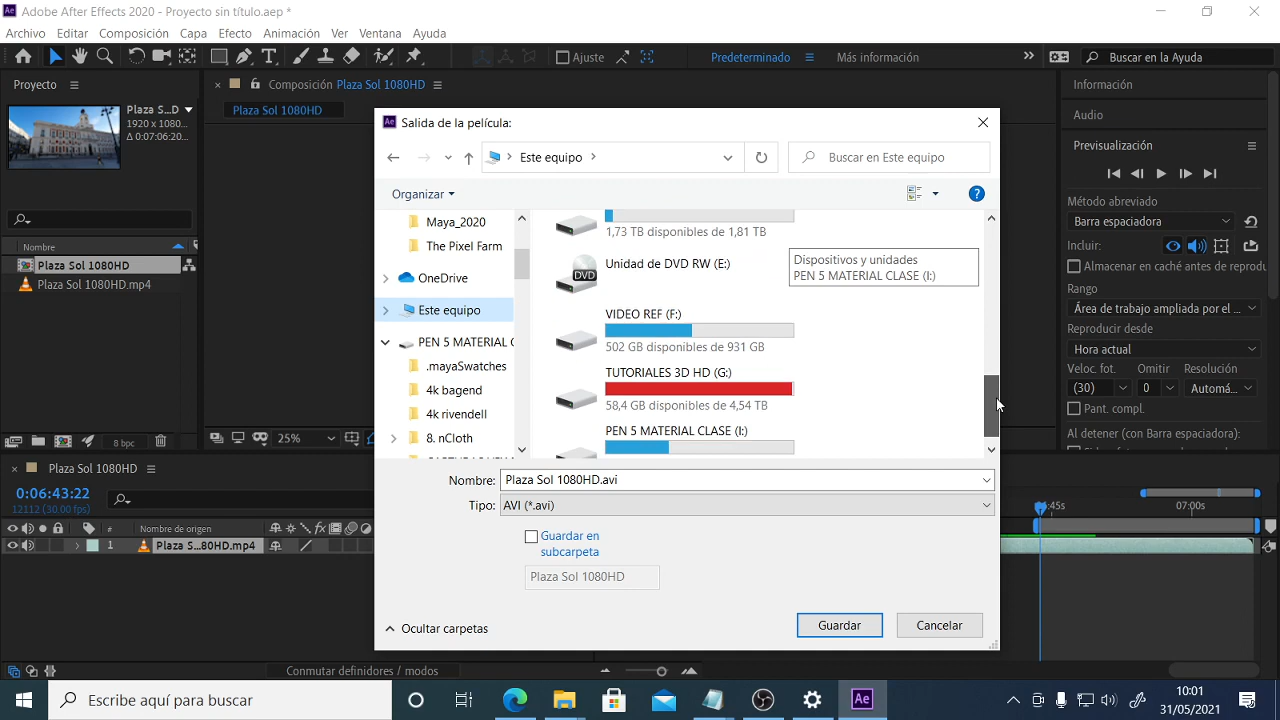 Ae Adobe After Effects 2020 - Proyecto sin título.aep *
Archivo Editar Composición Capa Efecto Animación Ver Ventana Ayuda
Ajuste Predeterminado Más información Buscar en la Ayuda
Proyecto
Composición Plaza Sol 1080HD
Información
Plaza S...D
1920 x 1080...
Δ 0:07:06:20...
Plaza Sol 1080HD
Audio
Previsualización
Método abreviado
Barra espaciadora
Incluir:
Almacenar en caché antes de reprodu
Rango
Área de trabajo ampliada por el ...
Reproducir desde
Hora actual
Veloc. fot. Omitir Resolución
(30) 0 Automá...
Pant. compl.
Al detener (con Barra espaciadora):
Nombre
Plaza Sol 1080HD
Plaza Sol 1080HD.mp4
8 bpc
25%
Ae Salida de la película:
Este equipo
Buscar en Este equipo
Organizar
Maya_2020
The Pixel Farm
OneDrive
Este equipo
PEN 5 MATERIAL C
.mayaSwatches
4k bagend
4k rivendell
8. nCloth
1,73 TB disponibles de 1,81 TB
DVD
Unidad de DVD RW (E:)
Dispositivos y unidades
PEN 5 MATERIAL CLASE (I:)
VIDEO REF (F:)
502 GB disponibles de 931 GB
TUTORIALES 3D HD (G:)
58,4 GB disponibles de 4,54 TB
PEN 5 MATERIAL CLASE (I:)
Nombre: Plaza Sol 1080HD.avi
Tipo: AVI (*.avi)
Guardar en
subcarpeta
Plaza Sol 1080HD
Ocultar carpetas
Guardar Cancelar
Plaza Sol 1080HD
0:06:43:22
12112 (30.00 fps)
:45s 07:00s
# Nombre de origen
1 Plaza S...80HD.mp4
Conmutar definidores / modos
Escribe aquí para buscar
Ae
10:01
31/05/2021